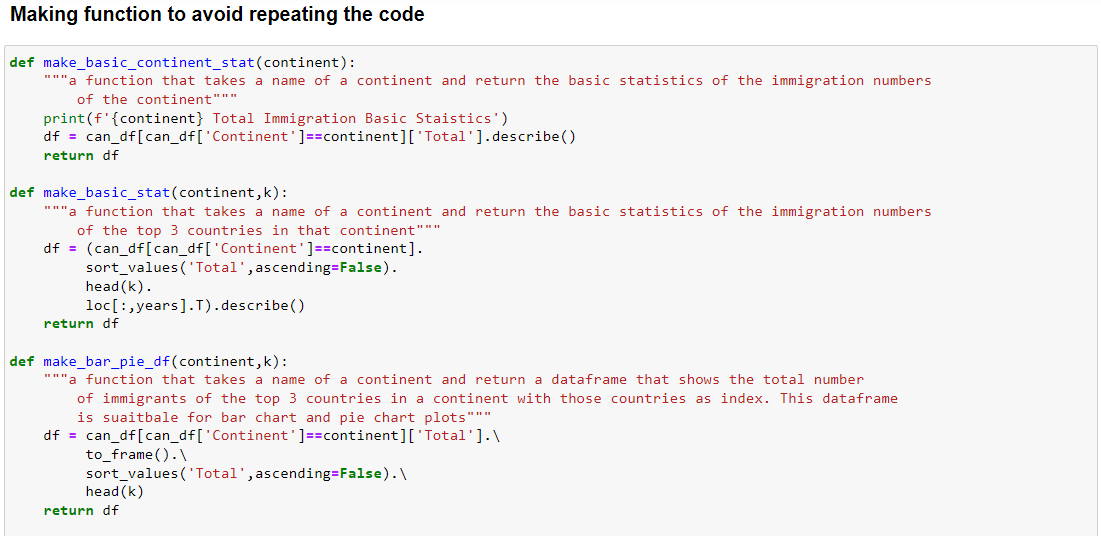 Making function to avoid repeating the code
def make_basic_continent_stat(continent):
    """a function that takes a name of a continent and return the basic statistics of the immigration numbers
        of the continent"""
    print(f'{continent} Total Immigration Basic Staistics')
    df = can_df[can_df['Continent']==continent]['Total'].describe()
    return df
def make_basic_stat(continent,k):
    """a function that takes a name of a continent and return the basic statistics of the immigration numbers
        of the top 3 countries in that continent"""
    df = (can_df[can_df['Continent']==continent].
         sort_values('Total',ascending=False).
         head(k).
         loc[:,years].T).describe()
    return df
def make_bar_pie_df(continent,k):
    """a function that takes a name of a continent and return a dataframe that shows the total number
        of immigrants of the top 3 countries in a continent with those countries as index. This dataframe
        is suaitbale for bar chart and pie chart plots"""
    df = can_df[can_df['Continent']==continent]['Total'].\
         to_frame().\
         sort_values('Total',ascending=False).\
         head(k)
    return df